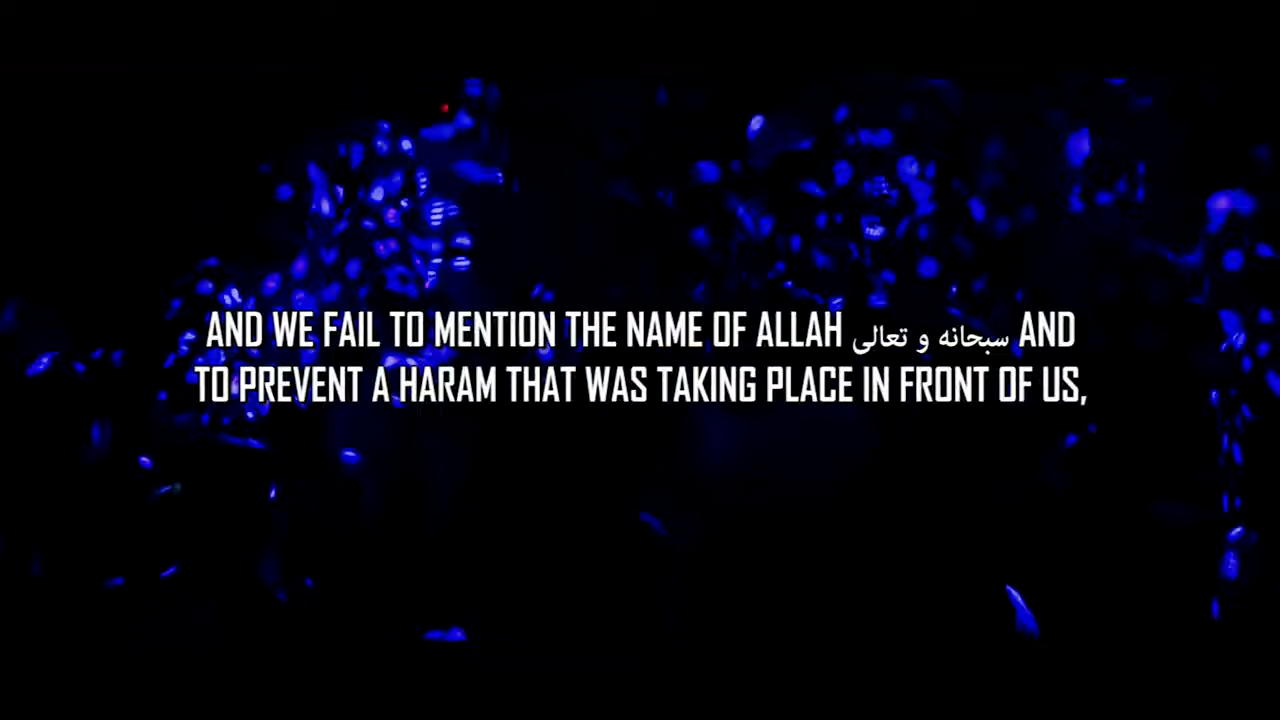 AND WE FAIL TO MENTION THE NAME OF ALLAH سبحانه و تعالى AND
TO PREVENT A HARAM THAT WAS TAKING PLACE IN FRONT OF US,